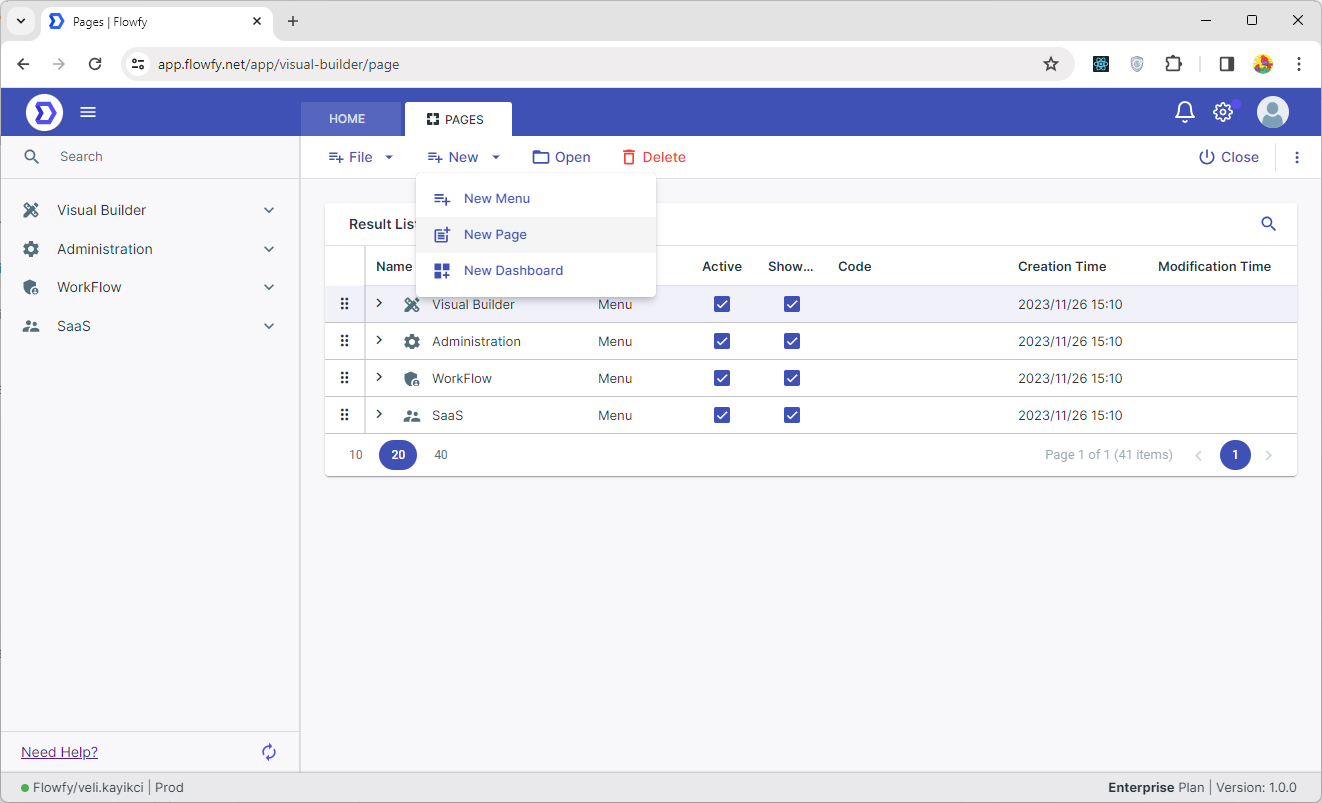 Pages | Flowfy
app.flowfy.net/app/visual-builder/page
HOME
PAGES
Search
File
New
Open
Delete
Close
New Menu
New Page
New Dashboard
Visual Builder
Administration
WorkFlow
SaaS
Result Lis
Name Active Show... Code Creation Time Modification Time
Visual Builder Menu 2023/11/26 15:10
Administration Menu 2023/11/26 15:10
WorkFlow Menu 2023/11/26 15:10
SaaS Menu 2023/11/26 15:10
10 20 40 Page 1 of 1 (41 items) 1
Need Help?
Flowfy/veli.kayikci | Prod
Enterprise Plan | Version: 1.0.0